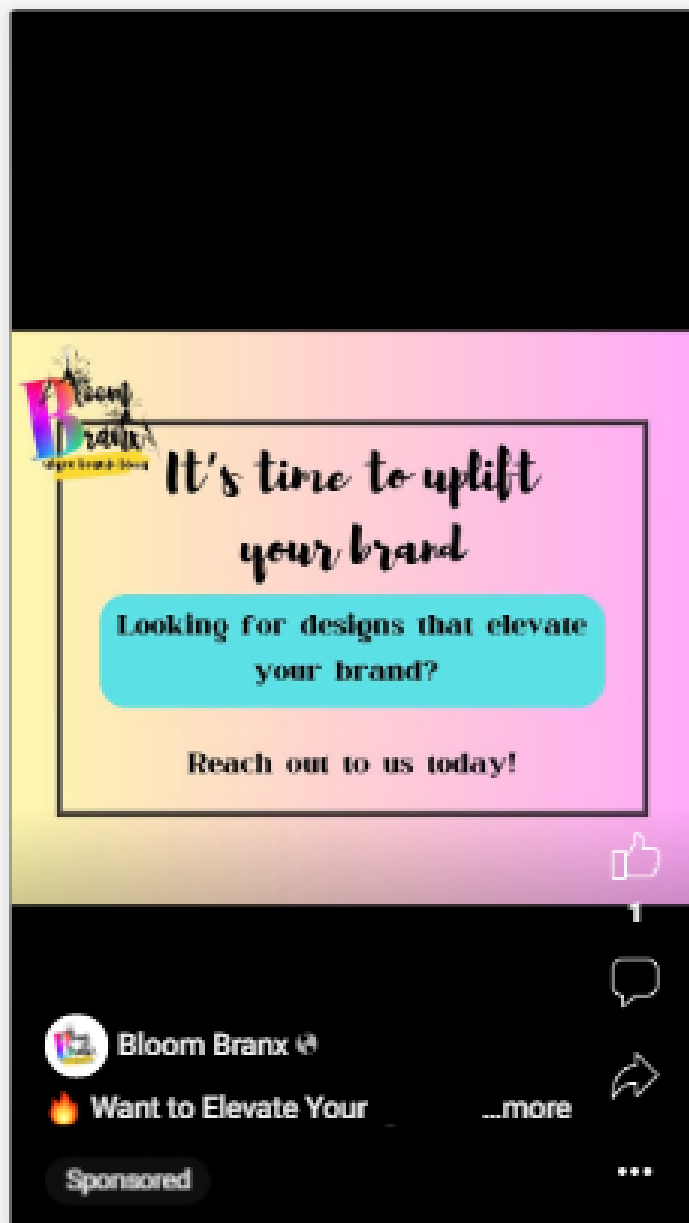 Bloom
Branx
It's time to uplift
your brand
Looking for designs that elevate
your brand?
Reach out to us today!
1
Bloom Branx
🔥 Want to Elevate Your ...more
Sponsored